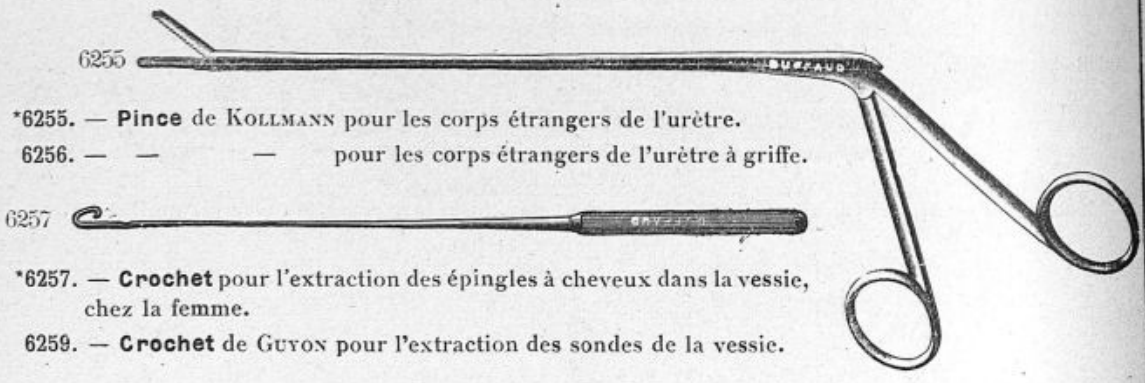 6255 BUFFAUD
*6255. — Pince de KOLLMANN pour les corps étrangers de l'urètre.
6256. — — — pour les corps étrangers de l'urètre à griffe.
6257
*6257. — Crochet pour l'extraction des épingles à cheveux dans la vessie,
chez la femme.
6259. — Crochet de GUYON pour l'extraction des sondes de la vessie.